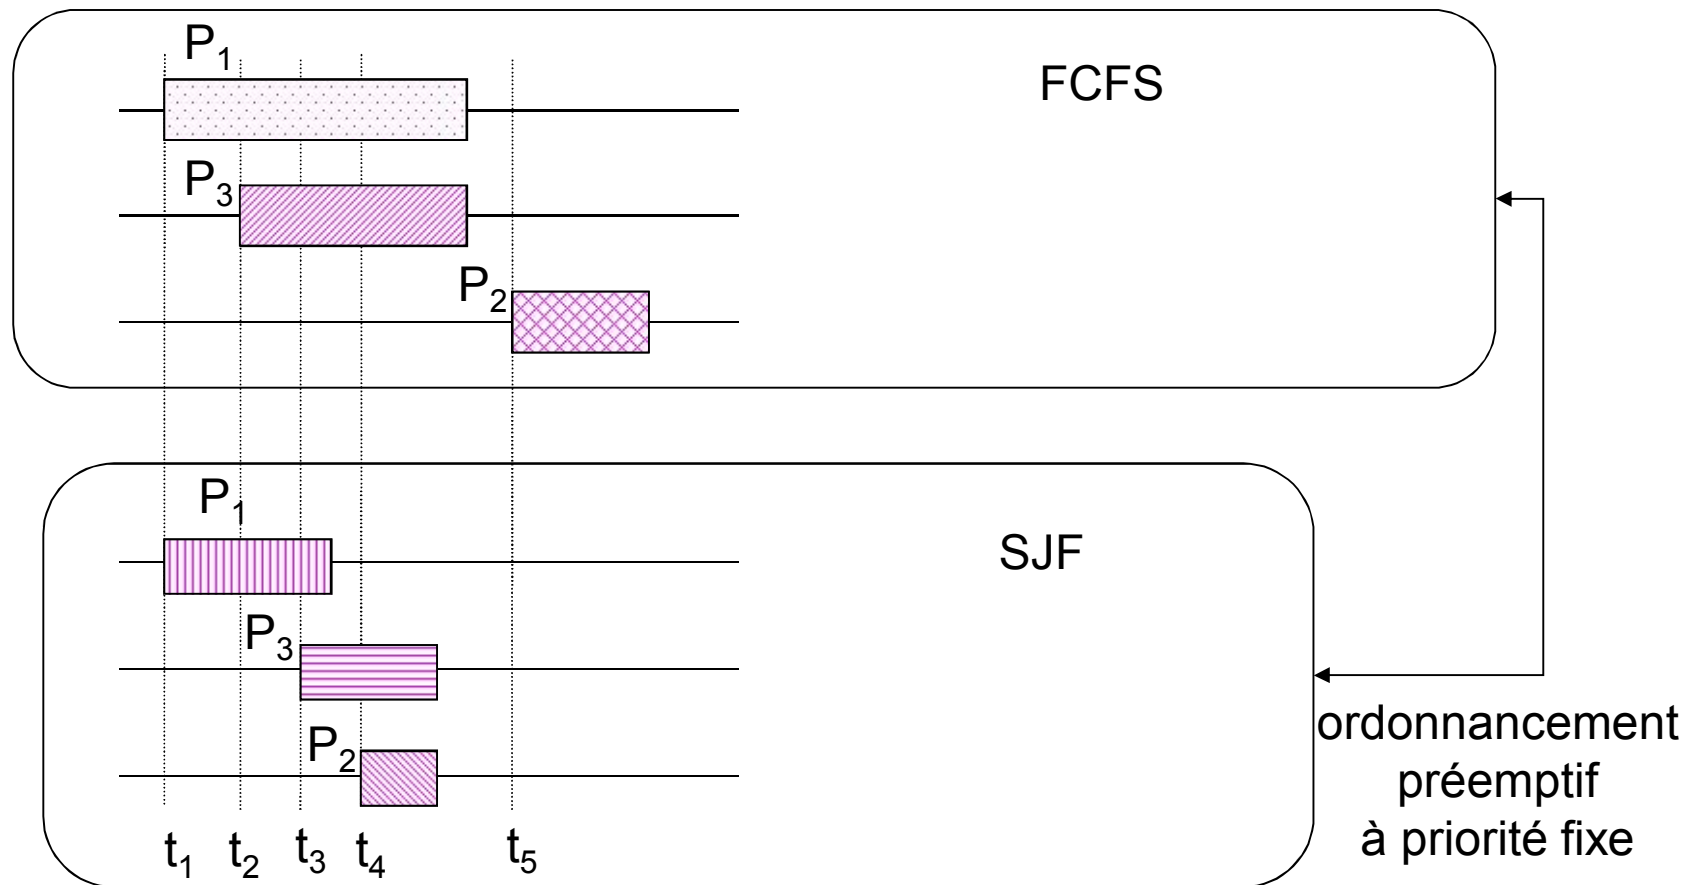 P₁
FCFS
P₃
P₂
P₁
SJF
P₃
P₂
t₁ t₂ t₃ t₄ t₅
ordonnancement
préemptif
à priorité fixe